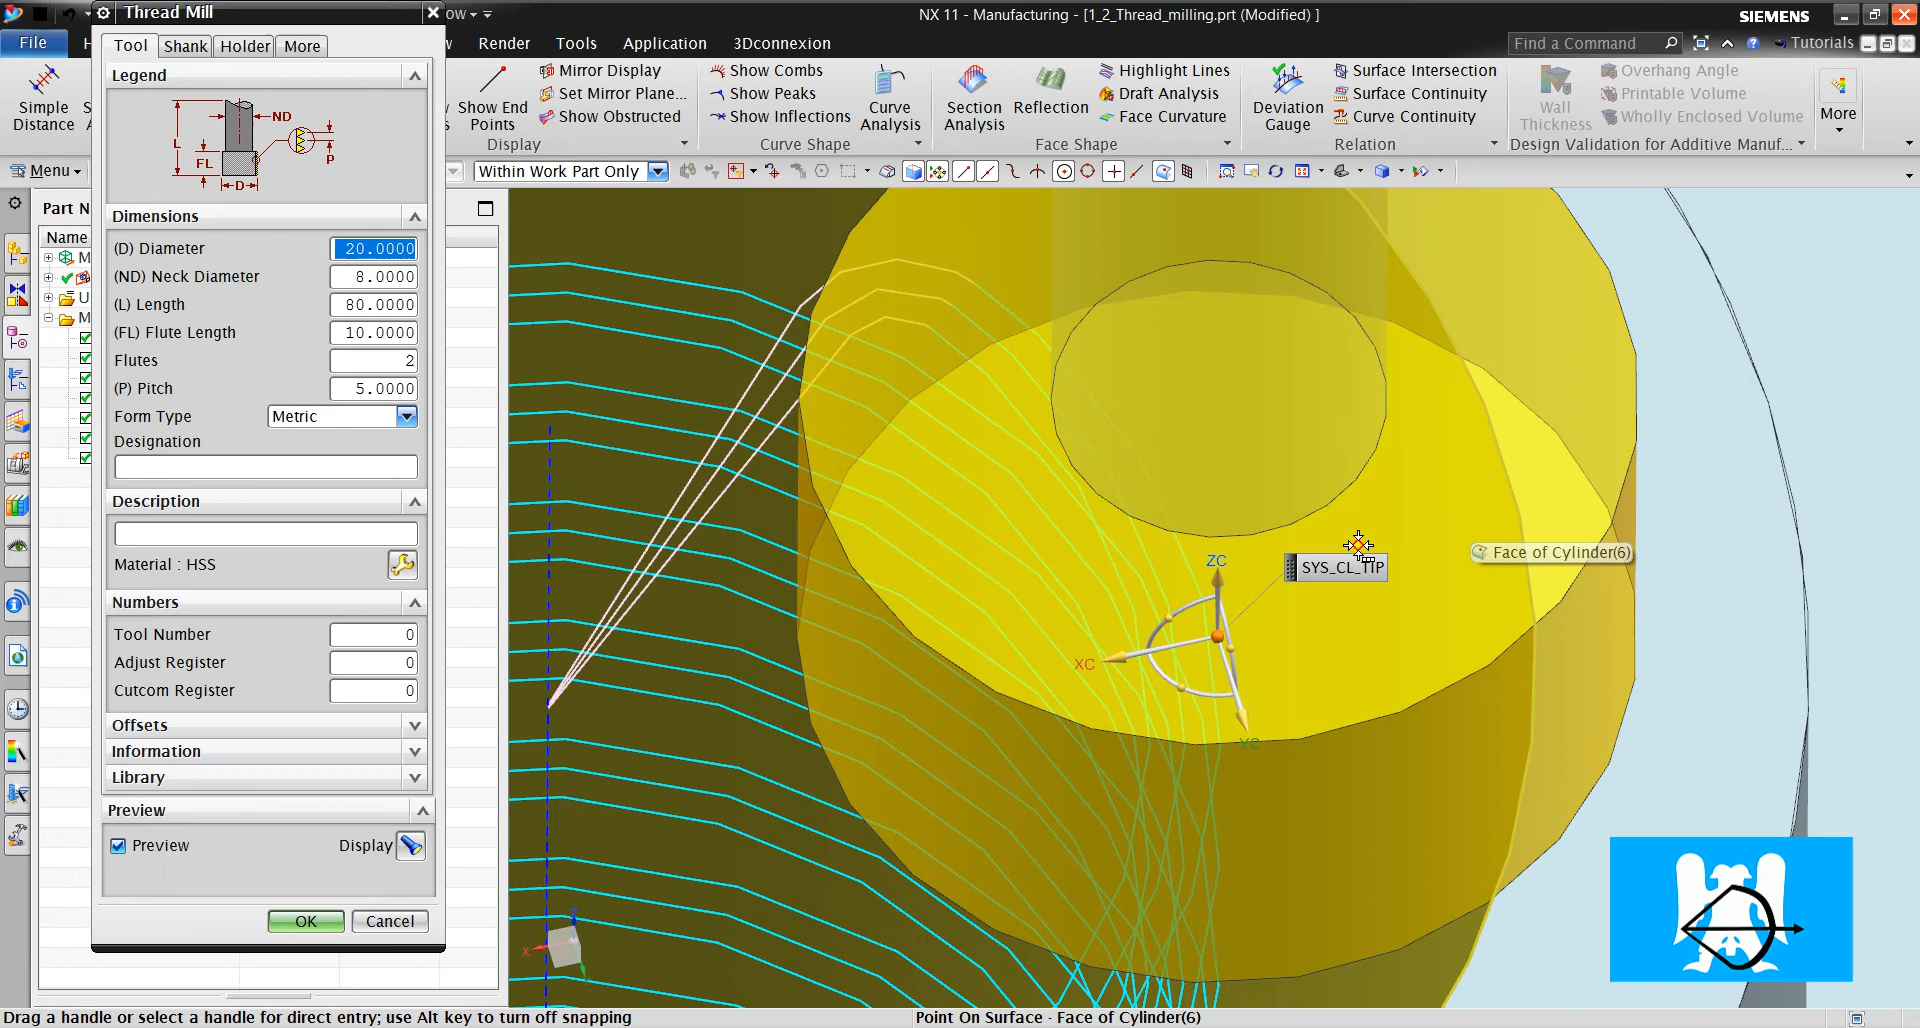 Thread Mill
OW
NX 11 - Manufacturing - [1_2_Thread_milling.prt (Modified) ]
SIEMENS
File
Render
Tools
Application
3Dconnexion
Find a Command
Tutorials
Tool
Shank
Holder
More
Simple Distance
Show End Points
Mirror Display
Set Mirror Plane...
Show Obstructed
Display
Show Combs
Show Peaks
Show Inflections
Curve Analysis
Curve Shape
Section Analysis
Reflection
Highlight Lines
Draft Analysis
Face Curvature
Face Shape
Deviation Gauge
Surface Intersection
Surface Continuity
Curve Continuity
Relation
Wall Thickness
Overhang Angle
Printable Volume
Wholly Enclosed Volume
Design Validation for Additive Manuf...
More
Menu
Within Work Part Only
Part N
Name
M
U
M
Legend
L
ND
FL
D
P
Dimensions
(D) Diameter 20.0000
(ND) Neck Diameter 8.0000
(L) Length 80.0000
(FL) Flute Length 10.0000
Flutes 2
(P) Pitch 5.0000
Form Type Metric
Designation
Description
Material : HSS
Numbers
Tool Number 0
Adjust Register 0
Cutcom Register 0
Offsets
Information
Library
Preview
Preview
Display
OK
Cancel
ZC
XC
YC
SYS_CL_TIP
Face of Cylinder(6)
X
Drag a handle or select a handle for direct entry; use Alt key to turn off snapping
Point On Surface - Face of Cylinder(6)